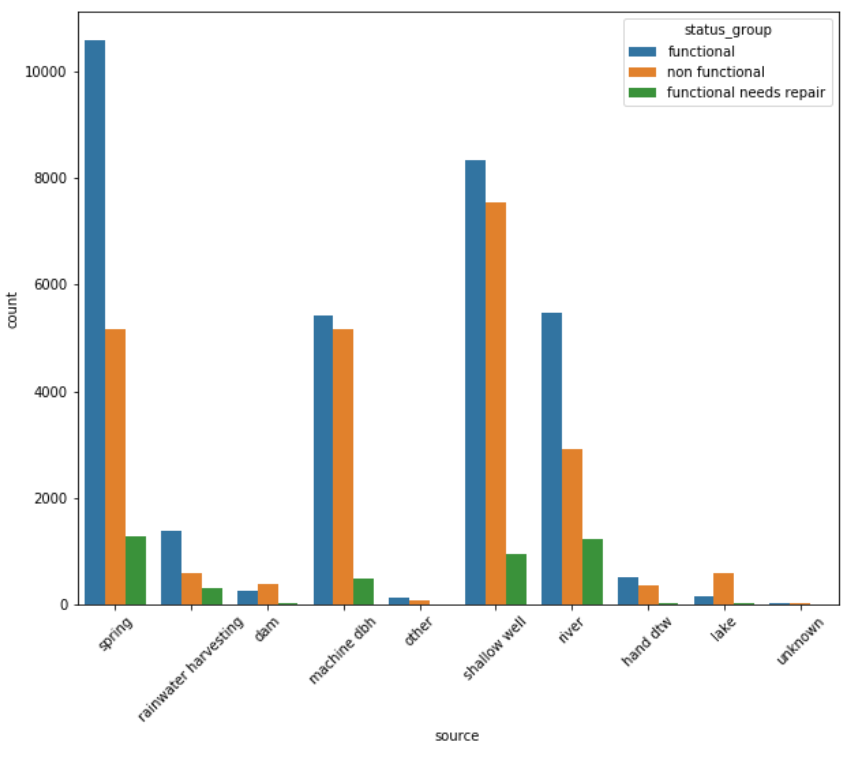 status_group
functional
non functional
functional needs repair
10000
8000
6000
4000
2000
0
count
spring
rainwater harvesting
dam
machine dbh
other
shallow well
river
hand dtw
lake
unknown
source